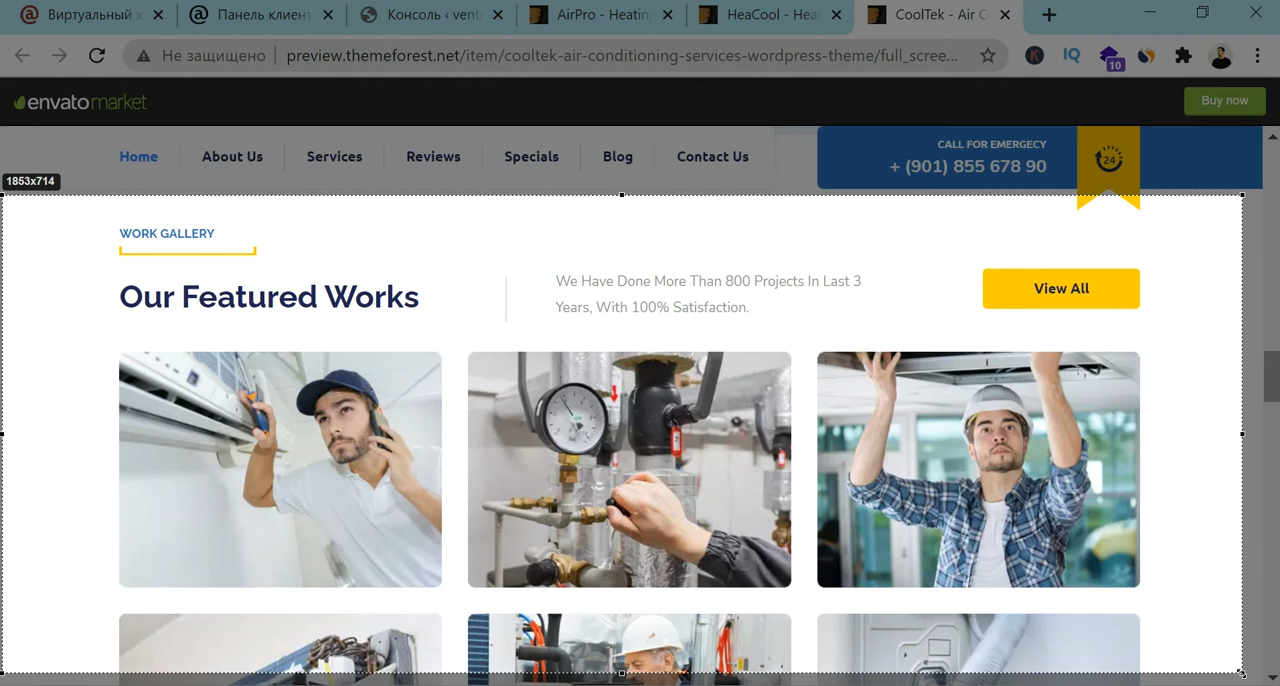 Виртуальный х
Панель клиент
Консоль ‹ vent
AirPro - Heating
HeaCool - Heat
CoolTek - Air C
Не защищено
preview.themeforest.net/item/cooltek-air-conditioning-services-wordpress-theme/full_scree...
K
IQ
10
envatomarket
Buy now
Home
About Us
Services
Reviews
Specials
Blog
Contact Us
CALL FOR EMERGECY
+ (901) 855 678 90
24
1853x714
WORK GALLERY
Our Featured Works
We Have Done More Than 800 Projects In Last 3
Years, With 100% Satisfaction.
View All